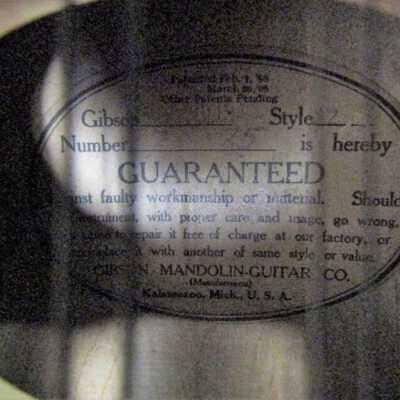 Patented Feb. 1, '98
March 30, '06
Other Patents Pending
Gibson Style
Number is hereby
GUARANTEED
faulty workmanship or material. Should
instrument, with proper care and usage, go wrong,
to repair it free of charge at our factory, or
replace it with another of same style or value.
GIBSON MANDOLIN-GUITAR CO.
(Manufacturers)
Kalamazoo, Mich., U. S. A.